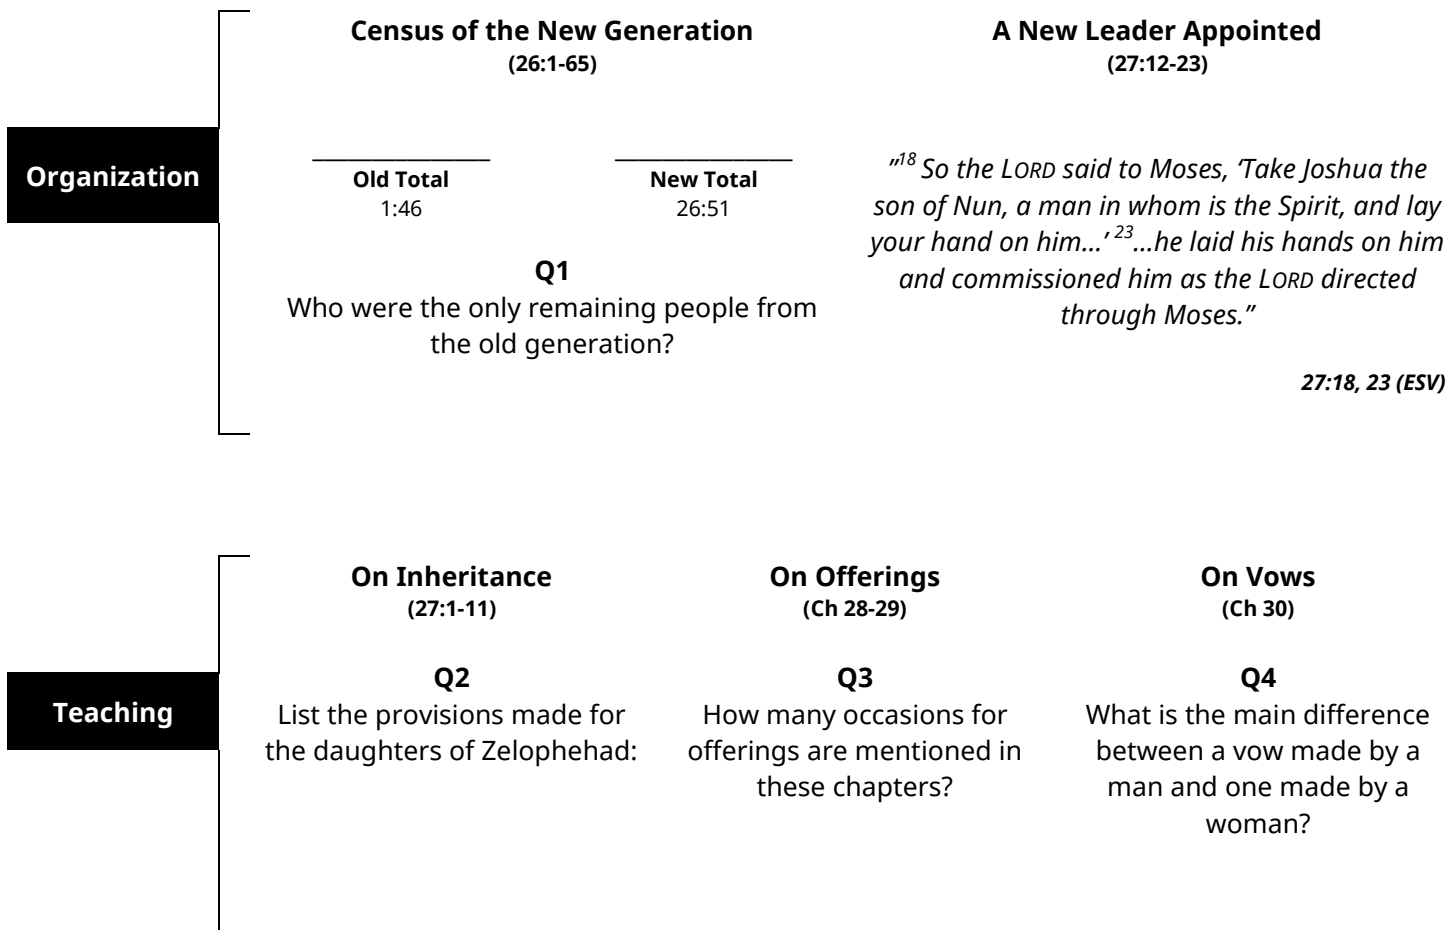 Organization
Census of the New Generation
(26:1-65)
_______________
Old Total
1:46
_______________
New Total
26:51
Q1
Who were the only remaining people from
the old generation?
A New Leader Appointed
(27:12-23)
"18 So the LORD said to Moses, ‘Take Joshua the
son of Nun, a man in whom is the Spirit, and lay
your hand on him…’ 23…he laid his hands on him
and commissioned him as the LORD directed
through Moses.”
27:18, 23 (ESV)
Teaching
On Inheritance
(27:1-11)
Q2
List the provisions made for
the daughters of Zelophehad:
On Offerings
(Ch 28-29)
Q3
How many occasions for
offerings are mentioned in
these chapters?
On Vows
(Ch 30)
Q4
What is the main difference
between a vow made by a
man and one made by a
woman?